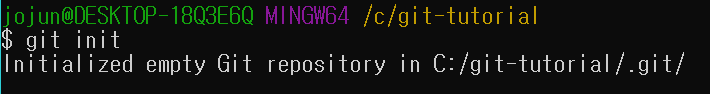 jojun@DESKTOP-18Q3E6Q MINGW64 /c/git-tutorial
$ git init
Initialized empty Git repository in C:/git-tutorial/.git/